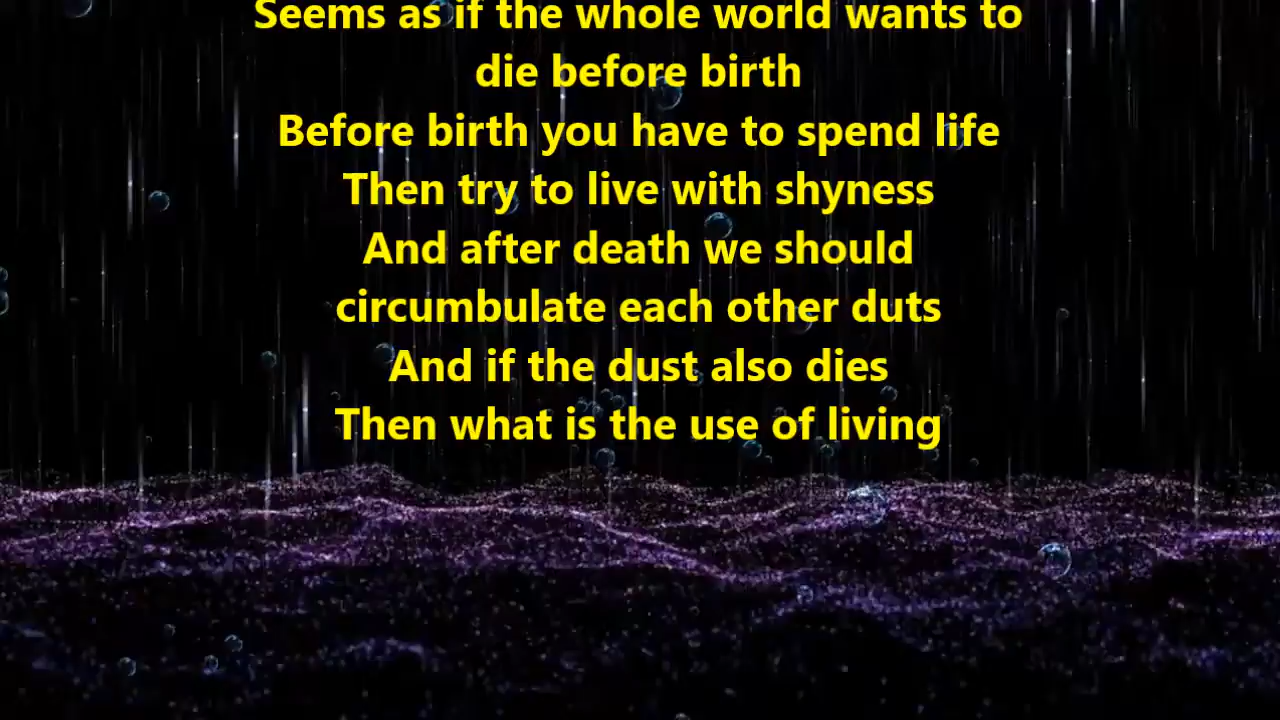 Seems as if the whole world wants to
die before birth
Before birth you have to spend life
Then try to live with shyness
And after death we should
circumbulate each other duts
And if the dust also dies
Then what is the use of living